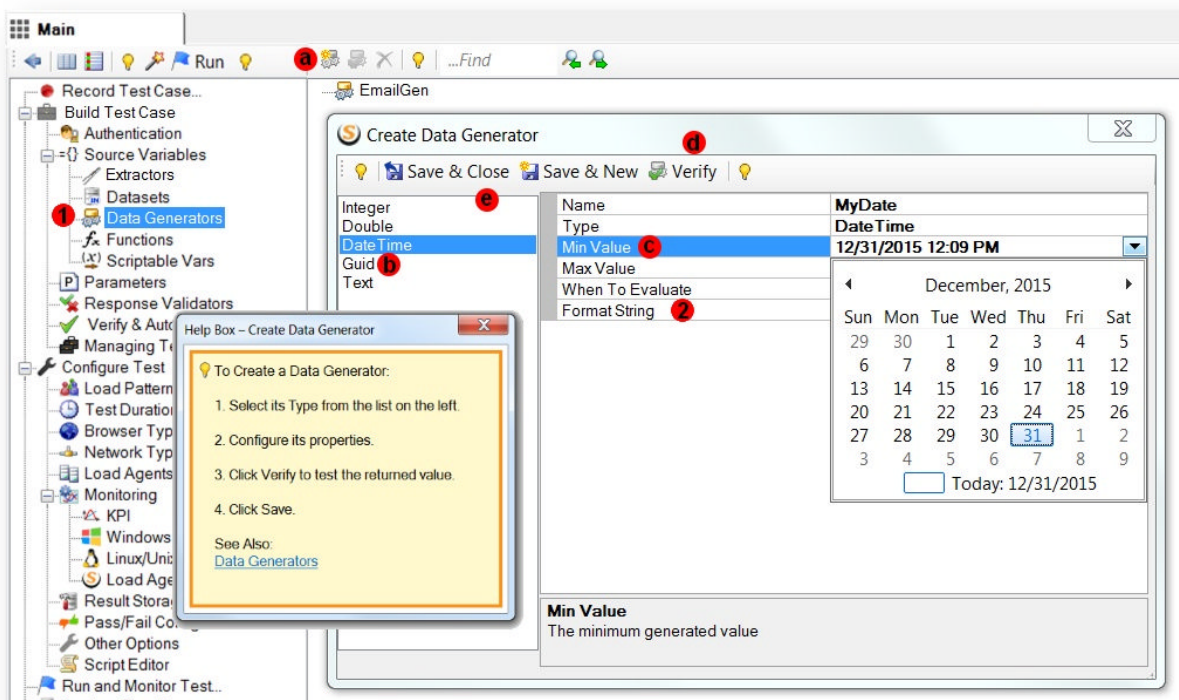 Main
Run
a
...Find
Record Test Case...
Build Test Case
Authentication
={} Source Variables
Extractors
Datasets
1
Data Generators
fx Functions
(x) Scriptable Vars
P Parameters
Response Validators
Verify & Auto
Managing Te
Configure Test
Load Pattern
Test Duration
Browser Typ
Network Typ
Load Agents
Monitoring
KPI
Windows
Linux/Uni
Load Age
Result Stora
Pass/Fail Co
Other Options
Script Editor
Run and Monitor Test...
EmailGen
S Create Data Generator
d
Save & Close
Save & New
Verify
e
Integer
Double
DateTime
Guid b
Text
Name MyDate
Type DateTime
Min Value c 12/31/2015 12:09 PM
Max Value
When To Evaluate
Format String 2
December, 2015
Sun Mon Tue Wed Thu Fri Sat
29 30 1 2 3 4 5
6 7 8 9 10 11 12
13 14 15 16 17 18 19
20 21 22 23 24 25 26
27 28 29 30 31 1 2
3 4 5 6 7 8 9
Today: 12/31/2015
Min Value
The minimum generated value
Help Box – Create Data Generator
To Create a Data Generator:
1. Select its Type from the list on the left.
2. Configure its properties.
3. Click Verify to test the returned value.
4. Click Save.
See Also:
Data Generators